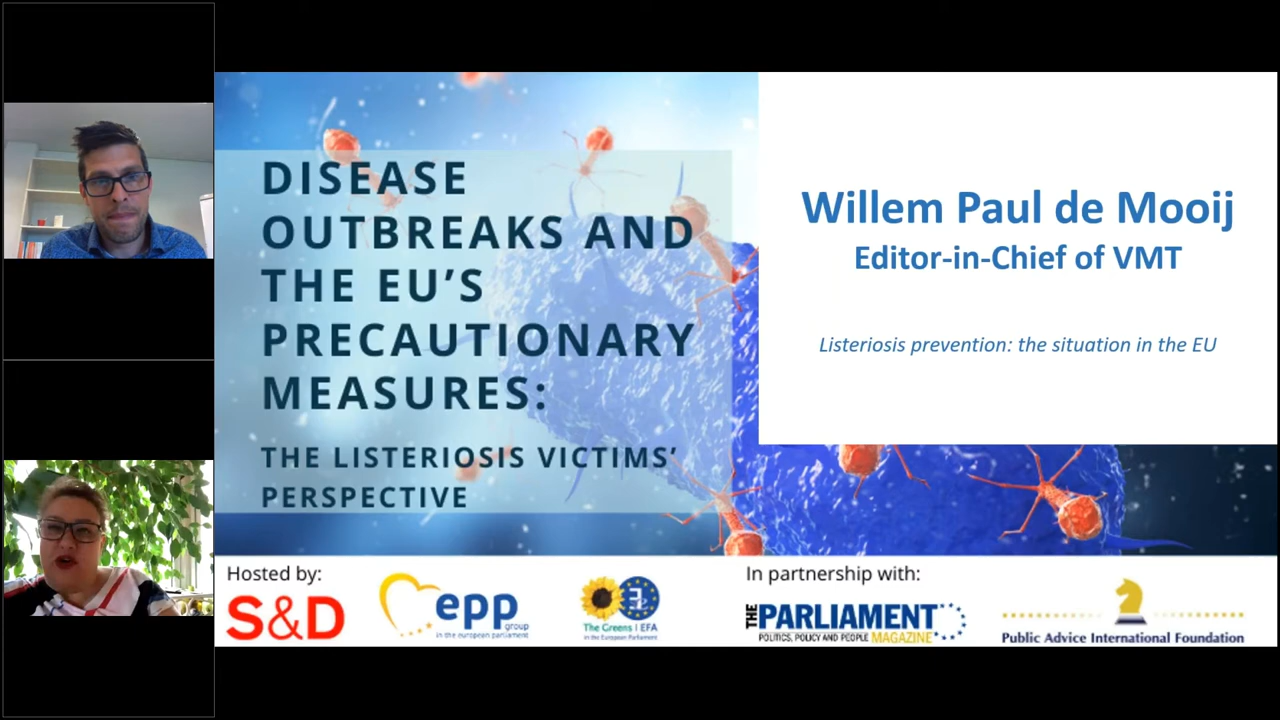 DISEASE
OUTBREAKS AND
THE EU'S
PRECAUTIONARY
MEASURES:
THE LISTERIOSIS VICTIMS'
PERSPECTIVE
Willem Paul de Mooij
Editor-in-Chief of VMT
Listeriosis prevention: the situation in the EU
Hosted by:
S&D
epp
group
in the european parliament
The Greens | EFA
in the European Parliament
In partnership with:
THE PARLIAMENT
POLITICS, POLICY AND PEOPLE MAGAZINE
Public Advice International Foundation